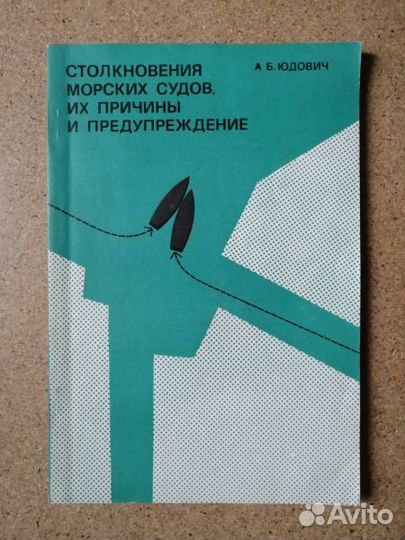 А Б. ЮДОВИЧ
СТОЛКНОВЕНИЯ
МОРСКИХ СУДОВ,
ИХ ПРИЧИНЫ
И ПРЕДУПРЕЖДЕНИЕ
Avito